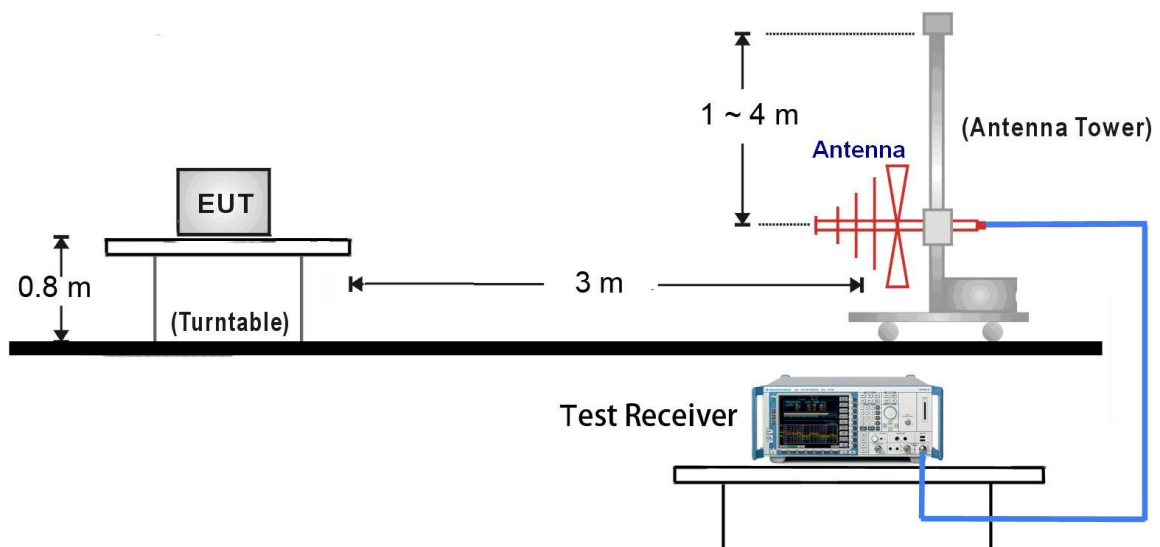 1 ~ 4 m
(Antenna Tower)
Antenna
EUT
0.8 m
3 m
(Turntable)
Test Receiver